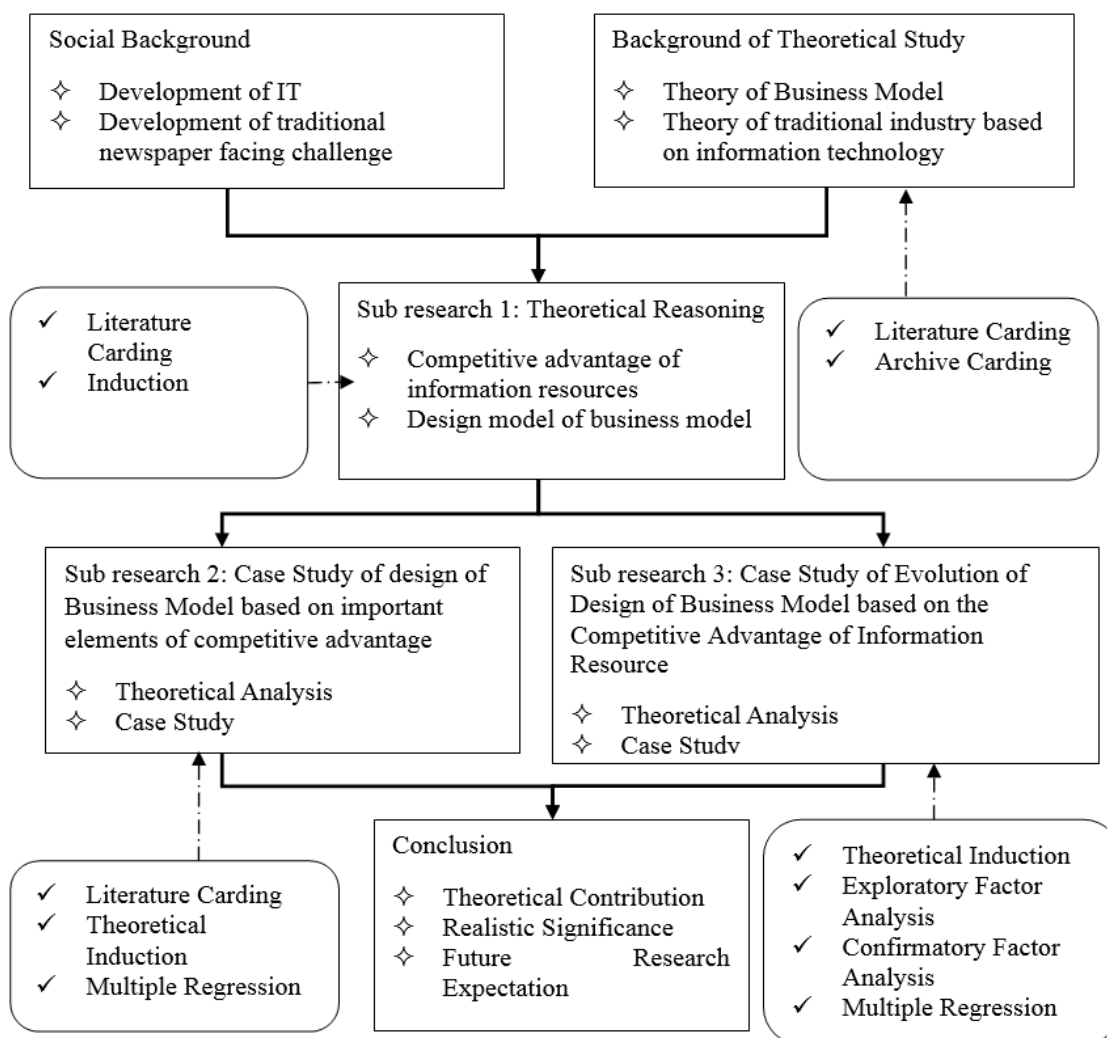 Social Background
Development of IT
Development of traditional
newspaper facing challenge
Background of Theoretical Study
Theory of Business Model
Theory of traditional industry based
on information technology
Literature
Carding
Induction
Sub research 1: Theoretical Reasoning
Competitive advantage of
information resources
Design model of business model
Literature Carding
Archive Carding
Sub research 2: Case Study of design of
Business Model based on important
elements of competitive advantage
Theoretical Analysis
Case Study
Sub research 3: Case Study of Evolution of
Design of Business Model based on the
Competitive Advantage of Information
Resource
Theoretical Analysis
Case Study
Literature Carding
Theoretical
Induction
Multiple Regression
Conclusion
Theoretical Contribution
Realistic Significance
Future Research
Expectation
Theoretical Induction
Exploratory Factor
Analysis
Confirmatory Factor
Analysis
Multiple Regression